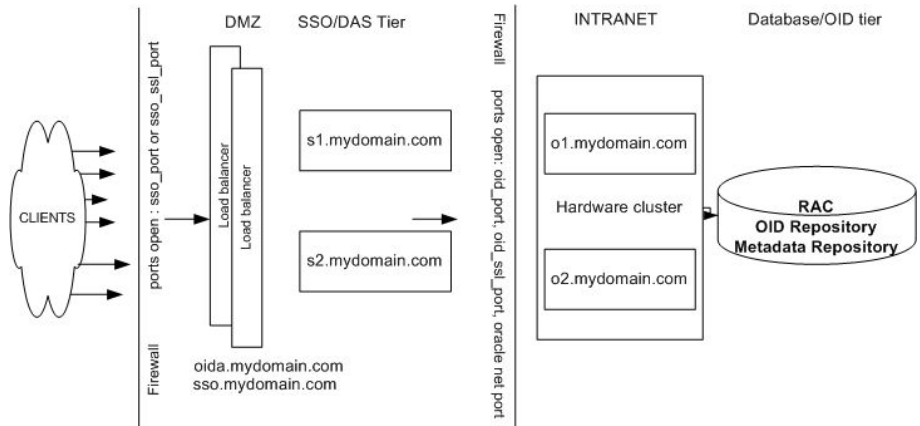 DMZ
SSO/DAS Tier
INTRANET
Database/OID tier
CLIENTS
ports open : sso_port or sso_ssl_port
Firewall
Load balancer
Load balancer
oida.mydomain.com
sso.mydomain.com
s1.mydomain.com
s2.mydomain.com
Firewall
ports open: oid_port, oid_ssl_port, oracle net port
o1.mydomain.com
Hardware cluster
o2.mydomain.com
RAC
OID Repository
Metadata Repository